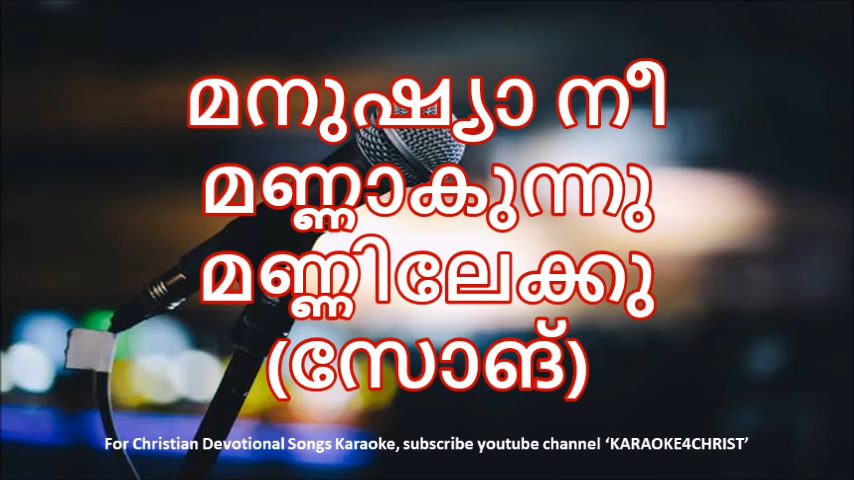 മനുഷ്യാ നീ
മണ്ണാകുന്നു
മണ്ണിലേക്കു
(സോങ്)
For Christian Devotional Songs Karaoke, subscribe youtube channel ‘KARAOKE4CHRIST’